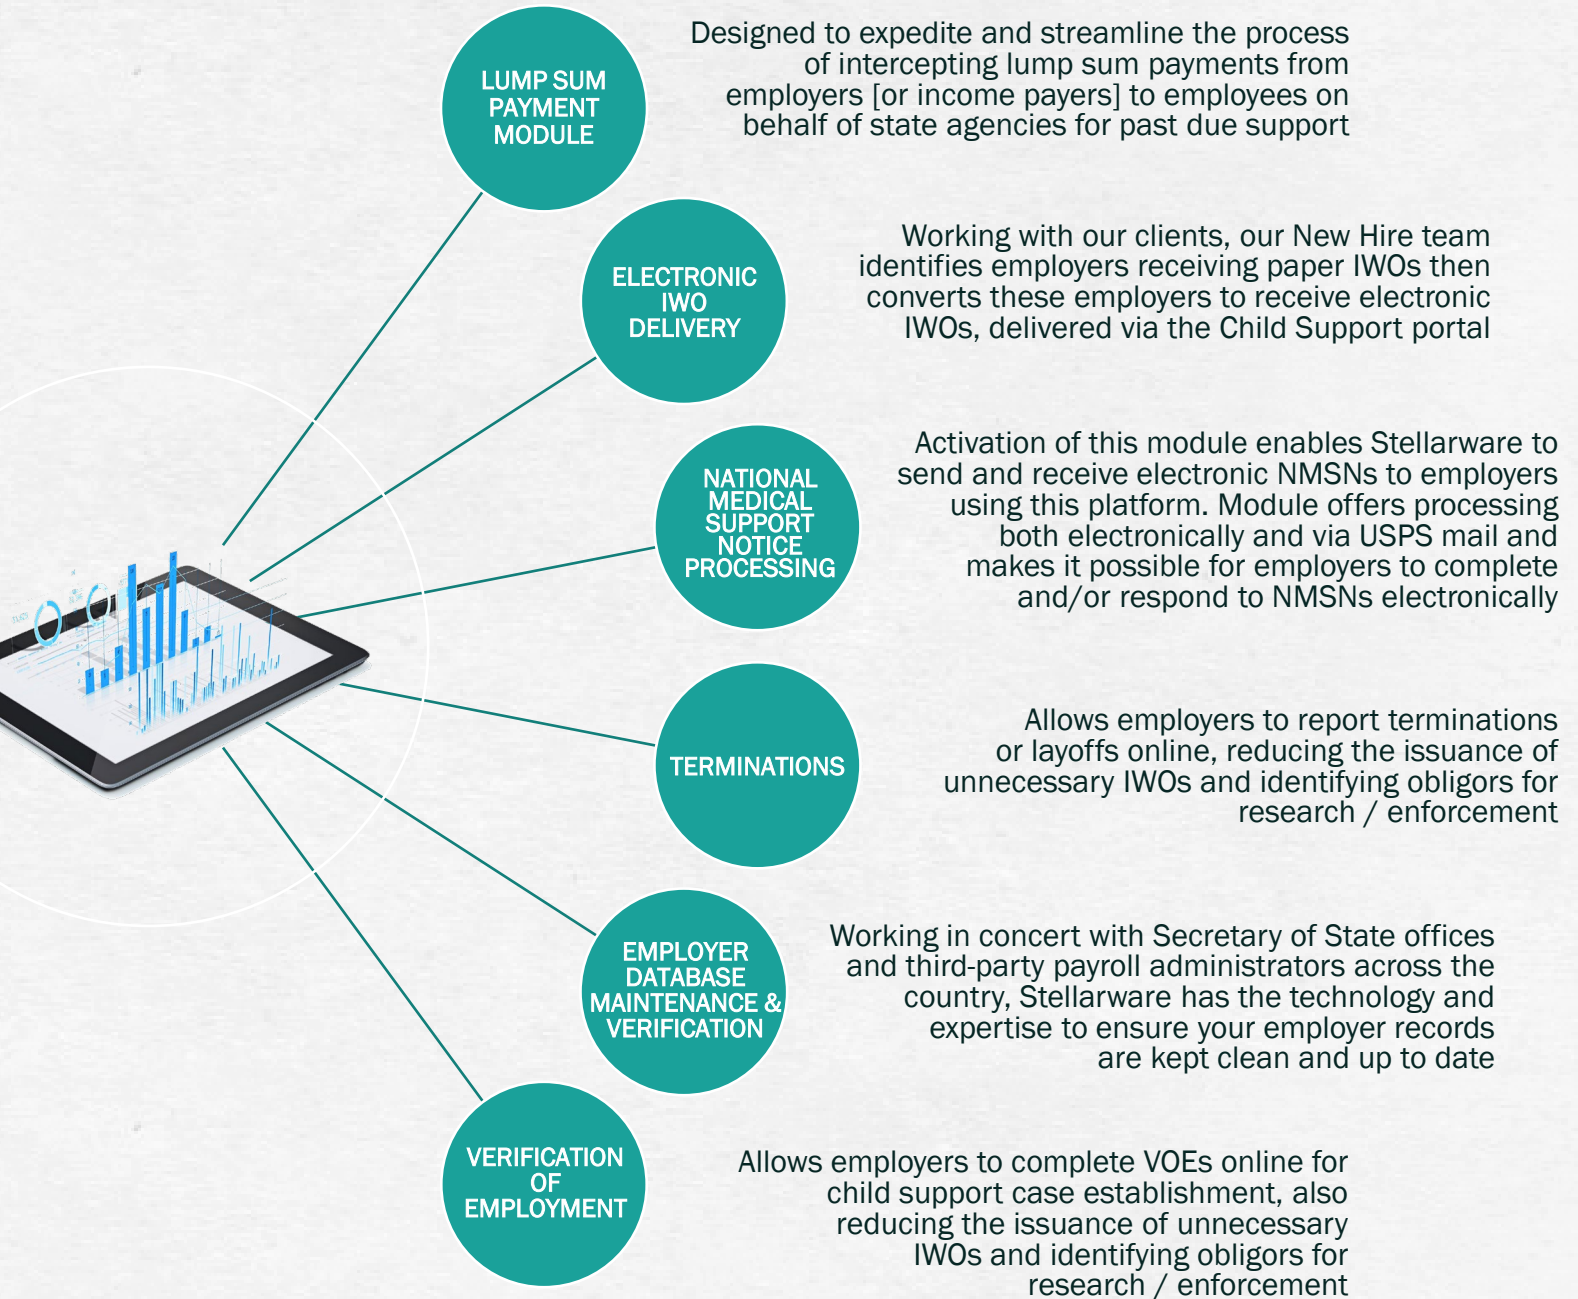 LUMP SUM
PAYMENT
MODULE
Designed to expedite and streamline the process
of intercepting lump sum payments from
employers [or income payers] to employees on
behalf of state agencies for past due support
ELECTRONIC
IWO
DELIVERY
Working with our clients, our New Hire team
identifies employers receiving paper IWOs then
converts these employers to receive electronic
IWOs, delivered via the Child Support portal
NATIONAL
MEDICAL
SUPPORT
NOTICE
PROCESSING
Activation of this module enables Stellarware to
send and receive electronic NMSNs to employers
using this platform. Module offers processing
both electronically and via USPS mail and
makes it possible for employers to complete
and/or respond to NMSNs electronically
TERMINATIONS
Allows employers to report terminations
or layoffs online, reducing the issuance of
unnecessary IWOs and identifying obligors for
research / enforcement
EMPLOYER
DATABASE
MAINTENANCE &
VERIFICATION
Working in concert with Secretary of State offices
and third-party payroll administrators across the
country, Stellarware has the technology and
expertise to ensure your employer records
are kept clean and up to date
VERIFICATION
OF
EMPLOYMENT
Allows employers to complete VOEs online for
child support case establishment, also
reducing the issuance of unnecessary
IWOs and identifying obligors for
research / enforcement